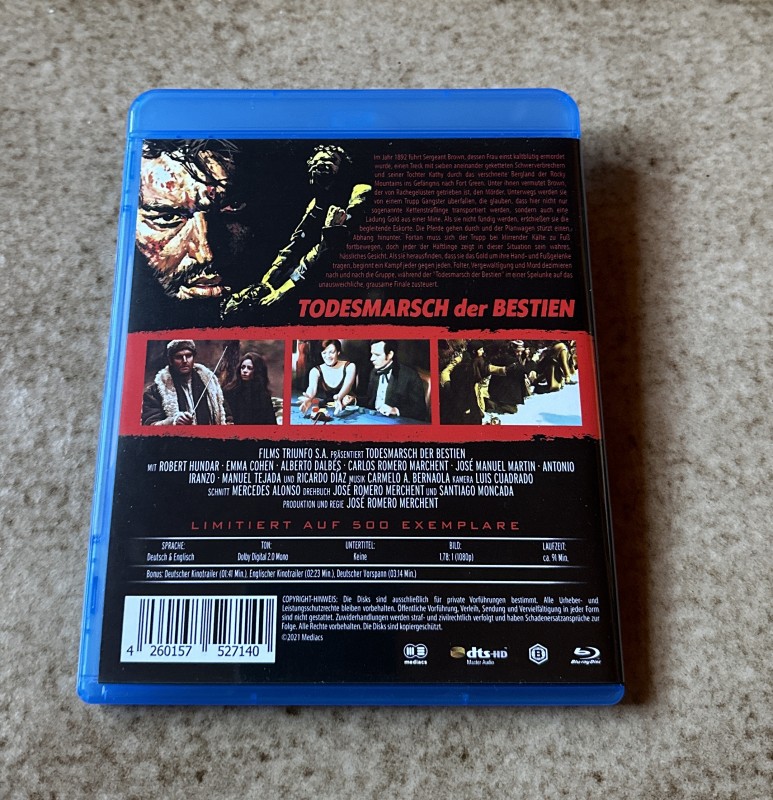 Im Jahr 1892 führt Sergeant Brown, dessen Frau einst kaltblütig ermordet
wurde, einen Treck mit sieben aneinander geketteten Schwerverbrechern
und seiner Tochter Kathy durch das verschneite Bergland der Rocky
Mountains ins Gefängnis nach Fort Green. Unter ihnen vermutet Brown,
der von Rachegelüsten getrieben ist, den Mörder. Unterwegs werden sie
von einem Trupp Gangster überfallen, die glauben, dass hier nicht nur
sogenannte Kettensträflinge transportiert werden, sondern auch eine
Ladung Gold aus einer Mine. Als sie nicht fündig werden, erschießen sie die
begleitende Eskorte. Die Pferde gehen durch und der Planwagen stürzt einen
Abhang hinunter. Fortan muss sich der Trupp bei klirrender Kälte zu Fuß
fortbewegen, doch jeder der Häftlinge zeigt in dieser Situation sein wahres,
hässliches Gesicht. Als sie herausfinden, dass sie das Gold um ihre Hand- und Fußgelenke
tragen, beginnt ein Kampf jeder gegen jeden. Folter, Vergewaltigung und Mord dezimieren
nach und nach die Gruppe, während der "Todesmarsch der Bestien" in einer Spelunke auf das
unausweichliche, grausame Finale zusteuert.
TODESMARSCH der BESTIEN
FILMS TRIUNFO S.A. PRÄSENTIERT TODESMARSCH DER BESTIEN
MIT ROBERT HUNDAR · EMMA COHEN · ALBERTO DALBÉS · CARLOS ROMERO MARCHENT · JOSÉ MANUEL MARTIN · ANTONIO
IRANZO · MANUEL TEJADA UND RICARDO DÍAZ MUSIK CARMELO A. BERNAOLA KAMERA LUIS CUADRADO
SCHNITT MERCEDES ALONSO DREHBUCH JOSÉ ROMERO MERCHENT UND SANTIAGO MONCADA
PRODUKTION UND REGIE JOSÉ ROMERO MERCHENT
LIMITIERT AUF 500 EXEMPLARE
SPRACHE: TON: UNTERTITEL: BILD: LAUFZEIT:
Deutsch & Englisch Dolby Digital 2.0 Mono Keine 1,78:1 (1080p) ca. 91 Min.
Bonus: Deutscher Kinotrailer (01:41 Min.), Englischer Kinotrailer (02:23 Min.), Deutscher Vorspann (03:14 Min.)
COPYRIGHT-HINWEIS: Die Disks sind ausschließlich für private Vorführungen bestimmt. Alle Urheber- und
Leistungsschutzrechte bleiben vorbehalten. Öffentliche Vorführung, Verleih, Sendung und Vervielfältigung in jeder Form
sind nicht gestattet. Zuwiderhandlungen werden straf- und zivilrechtlich verfolgt und haben Schadenersatzansprüche zur
Folge. Alle Rechte vorbehalten. Die Disks sind kopiergeschützt.
©2021 Mediacs
4 260157 527140
mediacs
dts-HD
Master Audio
B
Blu-ray Disc